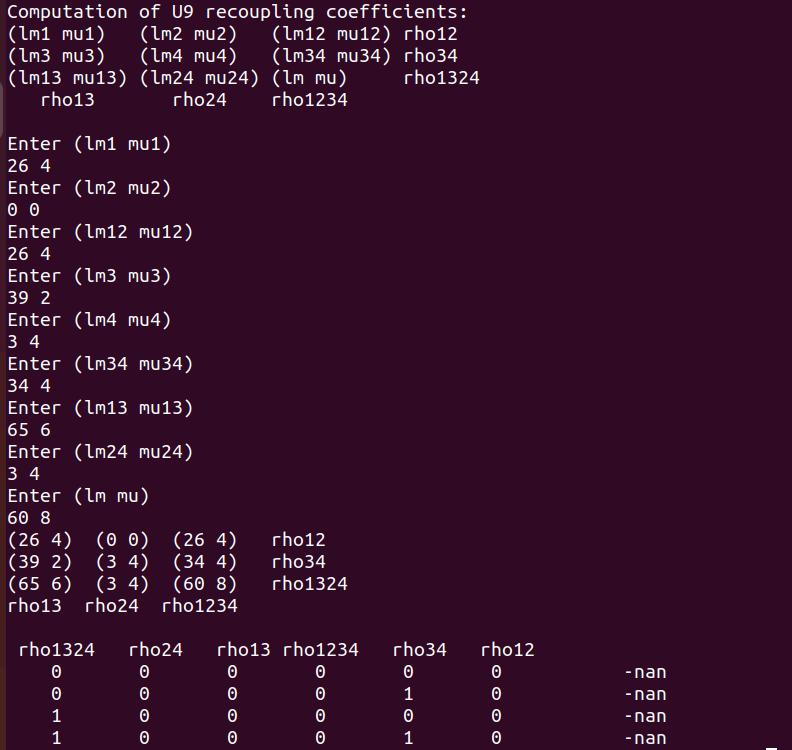 Computation of U9 recoupling coefficients:
(lm1 mu1)   (lm2 mu2)   (lm12 mu12) rho12
(lm3 mu3)   (lm4 mu4)   (lm34 mu34) rho34
(lm13 mu13) (lm24 mu24) (lm mu)     rho1324
   rho13       rho24    rho1234
Enter (lm1 mu1)
26 4
Enter (lm2 mu2)
0 0
Enter (lm12 mu12)
26 4
Enter (lm3 mu3)
39 2
Enter (lm4 mu4)
3 4
Enter (lm34 mu34)
34 4
Enter (lm13 mu13)
65 6
Enter (lm24 mu24)
3 4
Enter (lm mu)
60 8
(26 4)  (0 0)  (26 4)   rho12
(39 2)  (3 4)  (34 4)   rho34
(65 6)  (3 4)  (60 8)   rho1324
rho13  rho24  rho1234
 rho1324   rho24   rho13 rho1234   rho34   rho12
    0       0       0       0       0       0           -nan
    0       0       0       0       1       0           -nan
    1       0       0       0       0       0           -nan
    1       0       0       0       1       0           -nan